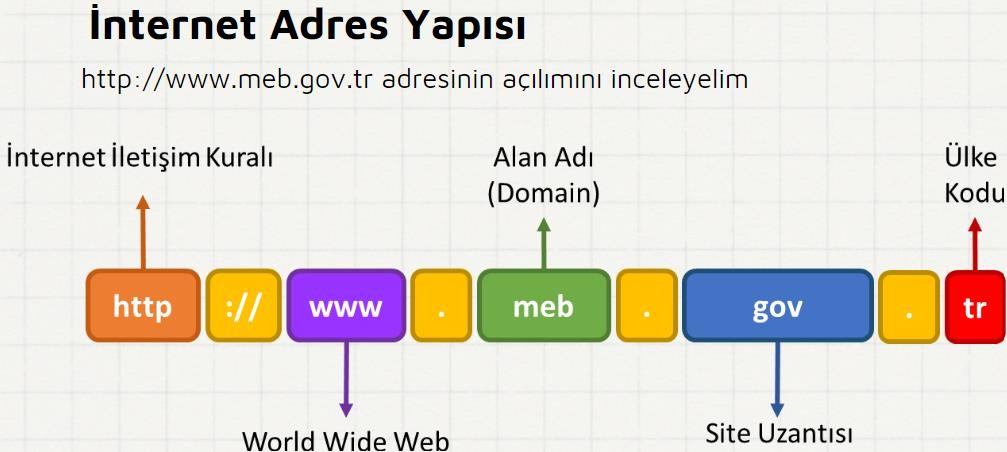 İnternet Adres Yapısı
http://www.meb.gov.tr adresinin açılımını inceleyelim
İnternet İletişim Kuralı
Alan Adı
(Domain)
Ülke
Kodu
http :// www . meb . gov . tr
World Wide Web
Site Uzantısı